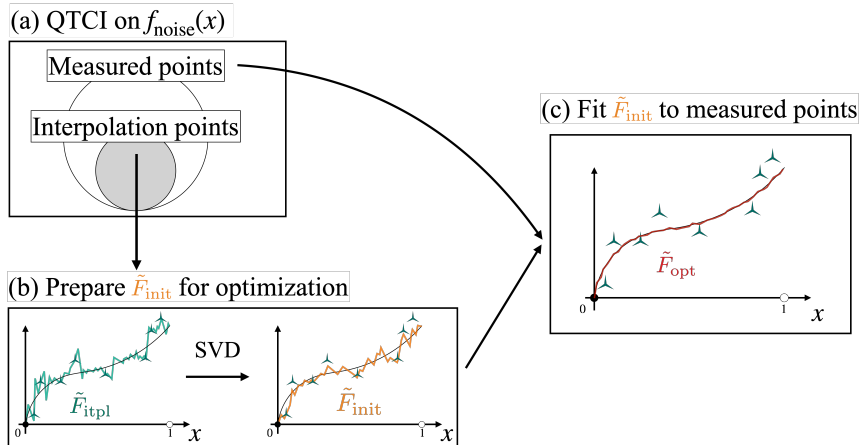 (a) QTCI on f_noise(x)
Measured points
Interpolation points
(b) Prepare F̃_init for optimization
F̃_itpl
0
1
x
SVD
F̃_init
0
1
x
(c) Fit F̃_init to measured points
F̃_opt
0
1
x